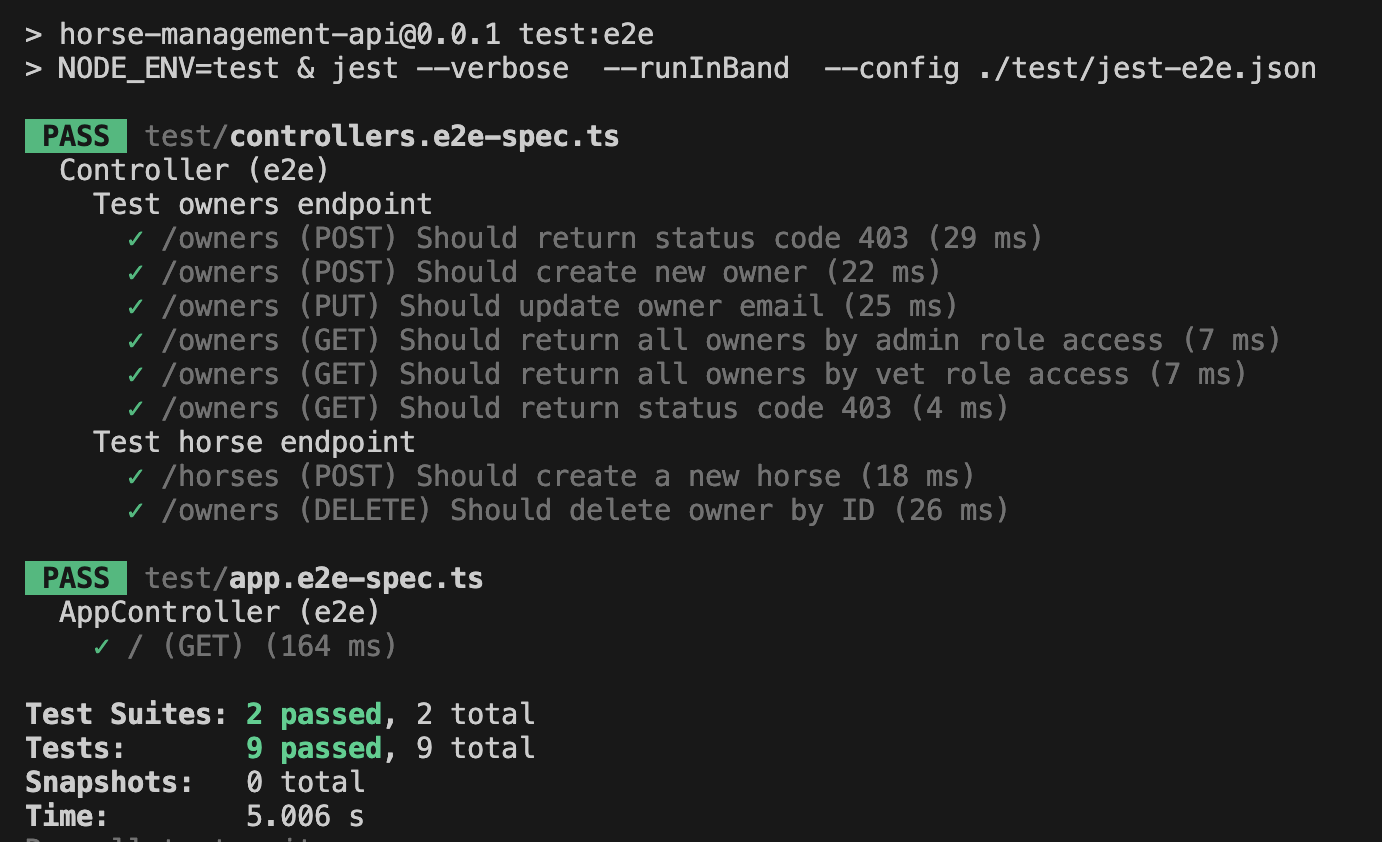 > horse-management-api@0.0.1 test:e2e
> NODE_ENV=test & jest --verbose  --runInBand  --config ./test/jest-e2e.json
PASS test/controllers.e2e-spec.ts
Controller (e2e)
Test owners endpoint
✓ /owners (POST) Should return status code 403 (29 ms)
✓ /owners (POST) Should create new owner (22 ms)
✓ /owners (PUT) Should update owner email (25 ms)
✓ /owners (GET) Should return all owners by admin role access (7 ms)
✓ /owners (GET) Should return all owners by vet role access (7 ms)
✓ /owners (GET) Should return status code 403 (4 ms)
Test horse endpoint
✓ /horses (POST) Should create a new horse (18 ms)
✓ /owners (DELETE) Should delete owner by ID (26 ms)
PASS test/app.e2e-spec.ts
AppController (e2e)
✓ / (GET) (164 ms)
Test Suites: 2 passed, 2 total
Tests:       9 passed, 9 total
Snapshots:   0 total
Time:        5.006 s